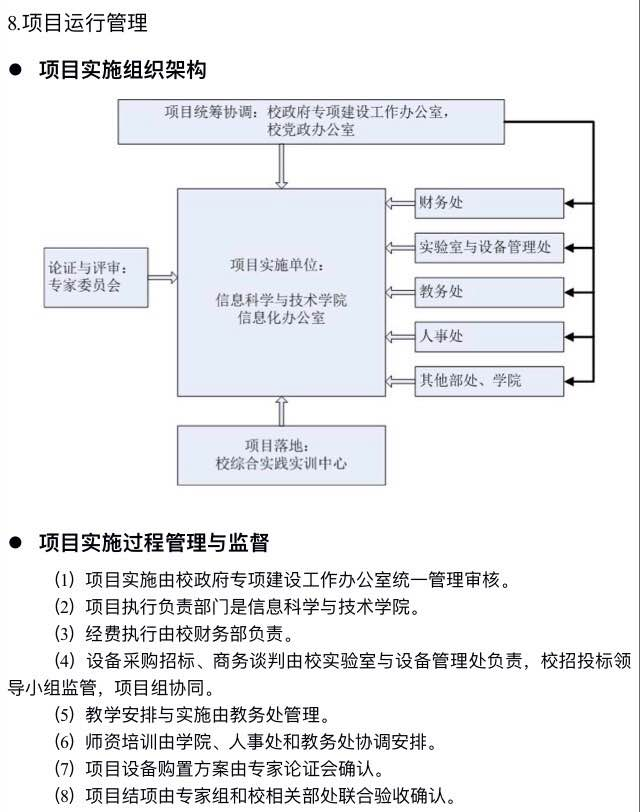 8.项目运行管理
● 项目实施组织架构
项目统筹协调：校政府专项建设工作办公室，
校党政办公室
财务处
实验室与设备管理处
论证与评审：
专家委员会
项目实施单位：
信息科学与技术学院
信息化办公室
教务处
人事处
其他部处、学院
项目落地：
校综合实践实训中心
● 项目实施过程管理与监督
（1）项目实施由校政府专项建设工作办公室统一管理审核。
（2）项目执行负责部门是信息科学与技术学院。
（3）经费执行由校财务部负责。
（4）设备采购招标、商务谈判由校实验室与设备管理处负责，校招投标领
导小组监管，项目组协同。
（5）教学安排与实施由教务处管理。
（6）师资培训由学院、人事处和教务处协调安排。
（7）项目设备购置方案由专家论证会确认。
（8）项目结项由专家组和校相关部处联合验收确认。